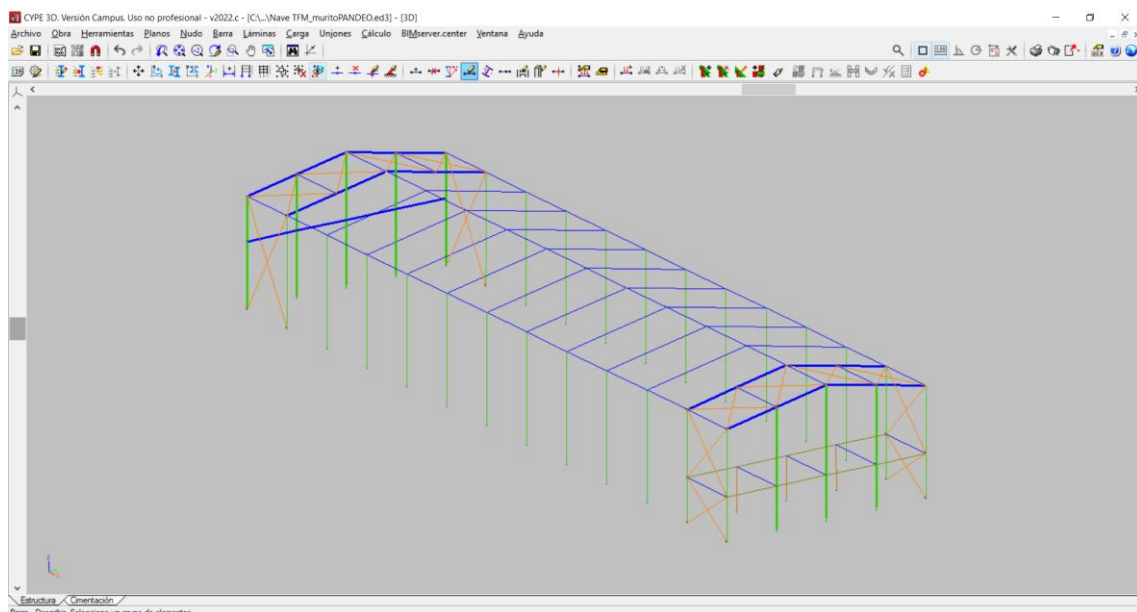 CYPE 3D. Versión Campus. Uso no profesional - v2022.c - [C:\...\Nave TFM_muritoPANDEO.ed3] - [3D]
Archivo Obra Herramientas Planos Nudo Barra Láminas Carga Uniones Cálculo BIMserver.center Ventana Ayuda
Z
Estructura Cimentación